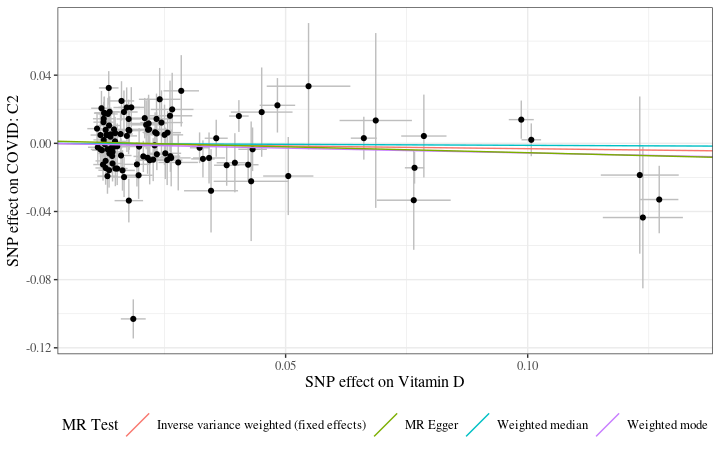 SNP effect on COVID: C2
0.04
0.00
-0.04
-0.08
-0.12
0.05
0.10
SNP effect on Vitamin D
MR Test
Inverse variance weighted (fixed effects)
MR Egger
Weighted median
Weighted mode